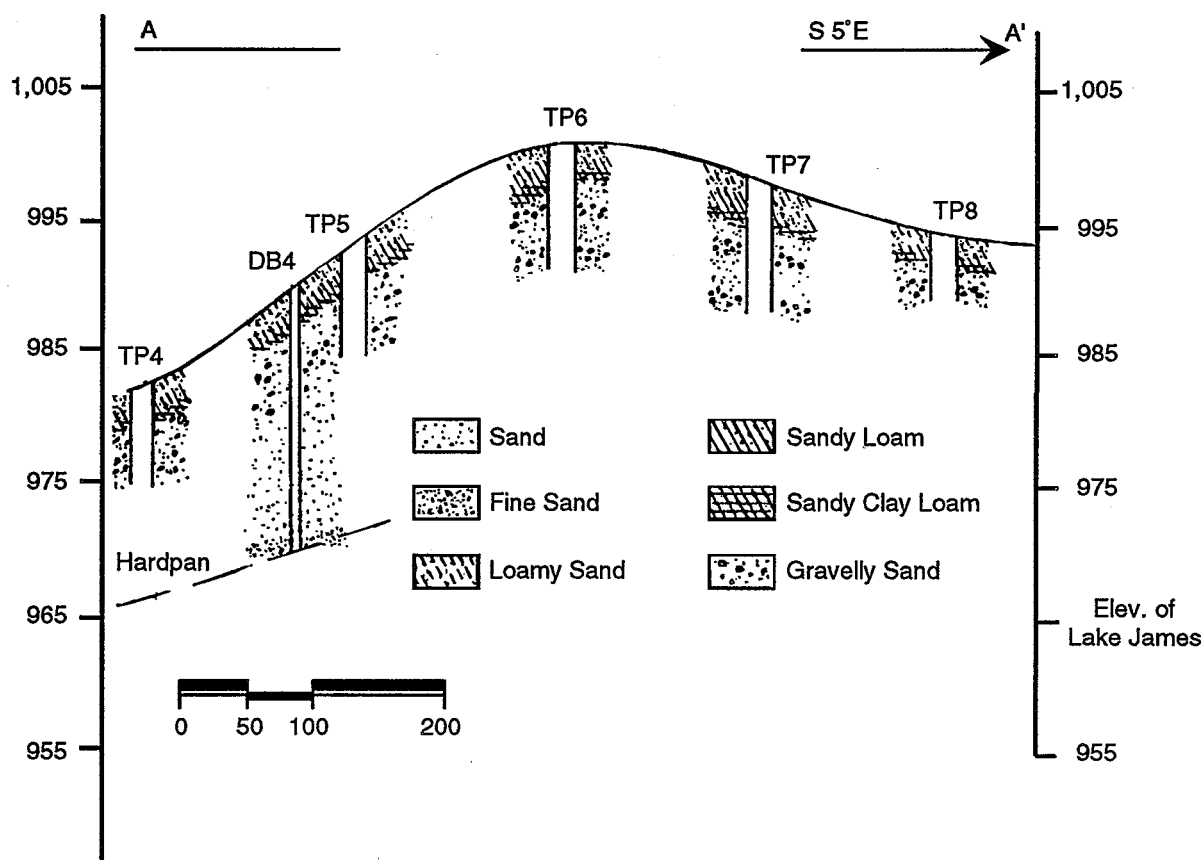 A
S 5°E
A'
1,005
1,005
TP6
TP7
995
TP5
TP8
995
DB4
985
TP4
985
Sand
Sandy Loam
975
Fine Sand
Sandy Clay Loam
975
Hardpan
Loamy Sand
Gravelly Sand
965
Elev. of
Lake James
0
50
100
200
955
955